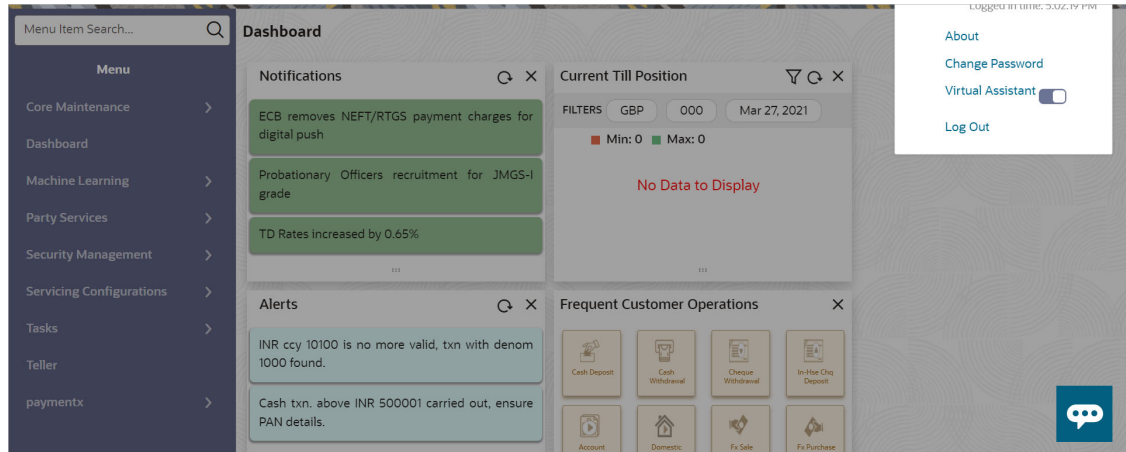 Menu Item Search...
Menu
Core Maintenance
Dashboard
Machine Learning
Party Services
Security Management
Servicing Configurations
Tasks
Teller
paymentx
Dashboard
Notifications
ECB removes NEFT/RTGS payment charges for
digital push
Probationary Officers recruitment for JMGS-I
grade
TD Rates increased by 0.65%
Current Till Position
FILTERS GBP 000 Mar 27, 2021
Min: 0 Max: 0
No Data to Display
Alerts
INR ccy 10100 is no more valid, txn with denom
1000 found.
Cash txn. above INR 500001 carried out, ensure
PAN details.
Frequent Customer Operations
Cash Deposit
Cash
Withdrawal
Cheque
Withdrawal
In-Hse Chq
Deposit
Account
Domestic
Fx Sale
Fx Purchase
Logged in time: 5:02:19 PM
About
Change Password
Virtual Assistant
Log Out